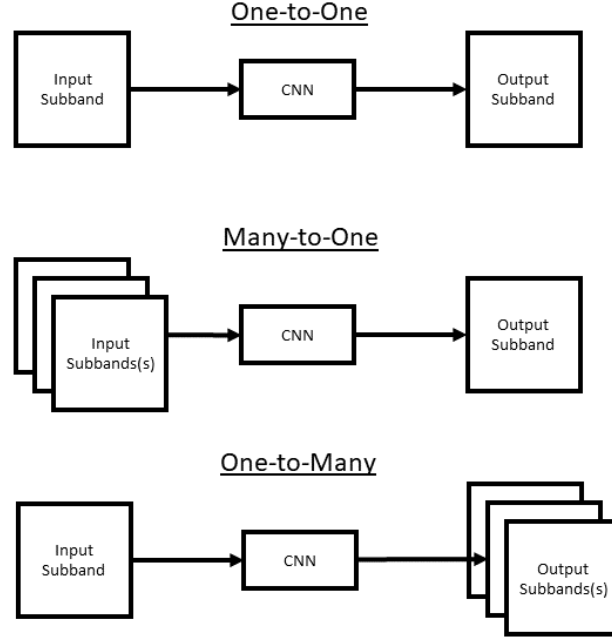 One-to-One
Input
Subband
CNN
Output
Subband
Many-to-One
Input
Subbands(s)
CNN
Output
Subband
One-to-Many
Input
Subband
CNN
Output
Subbands(s)